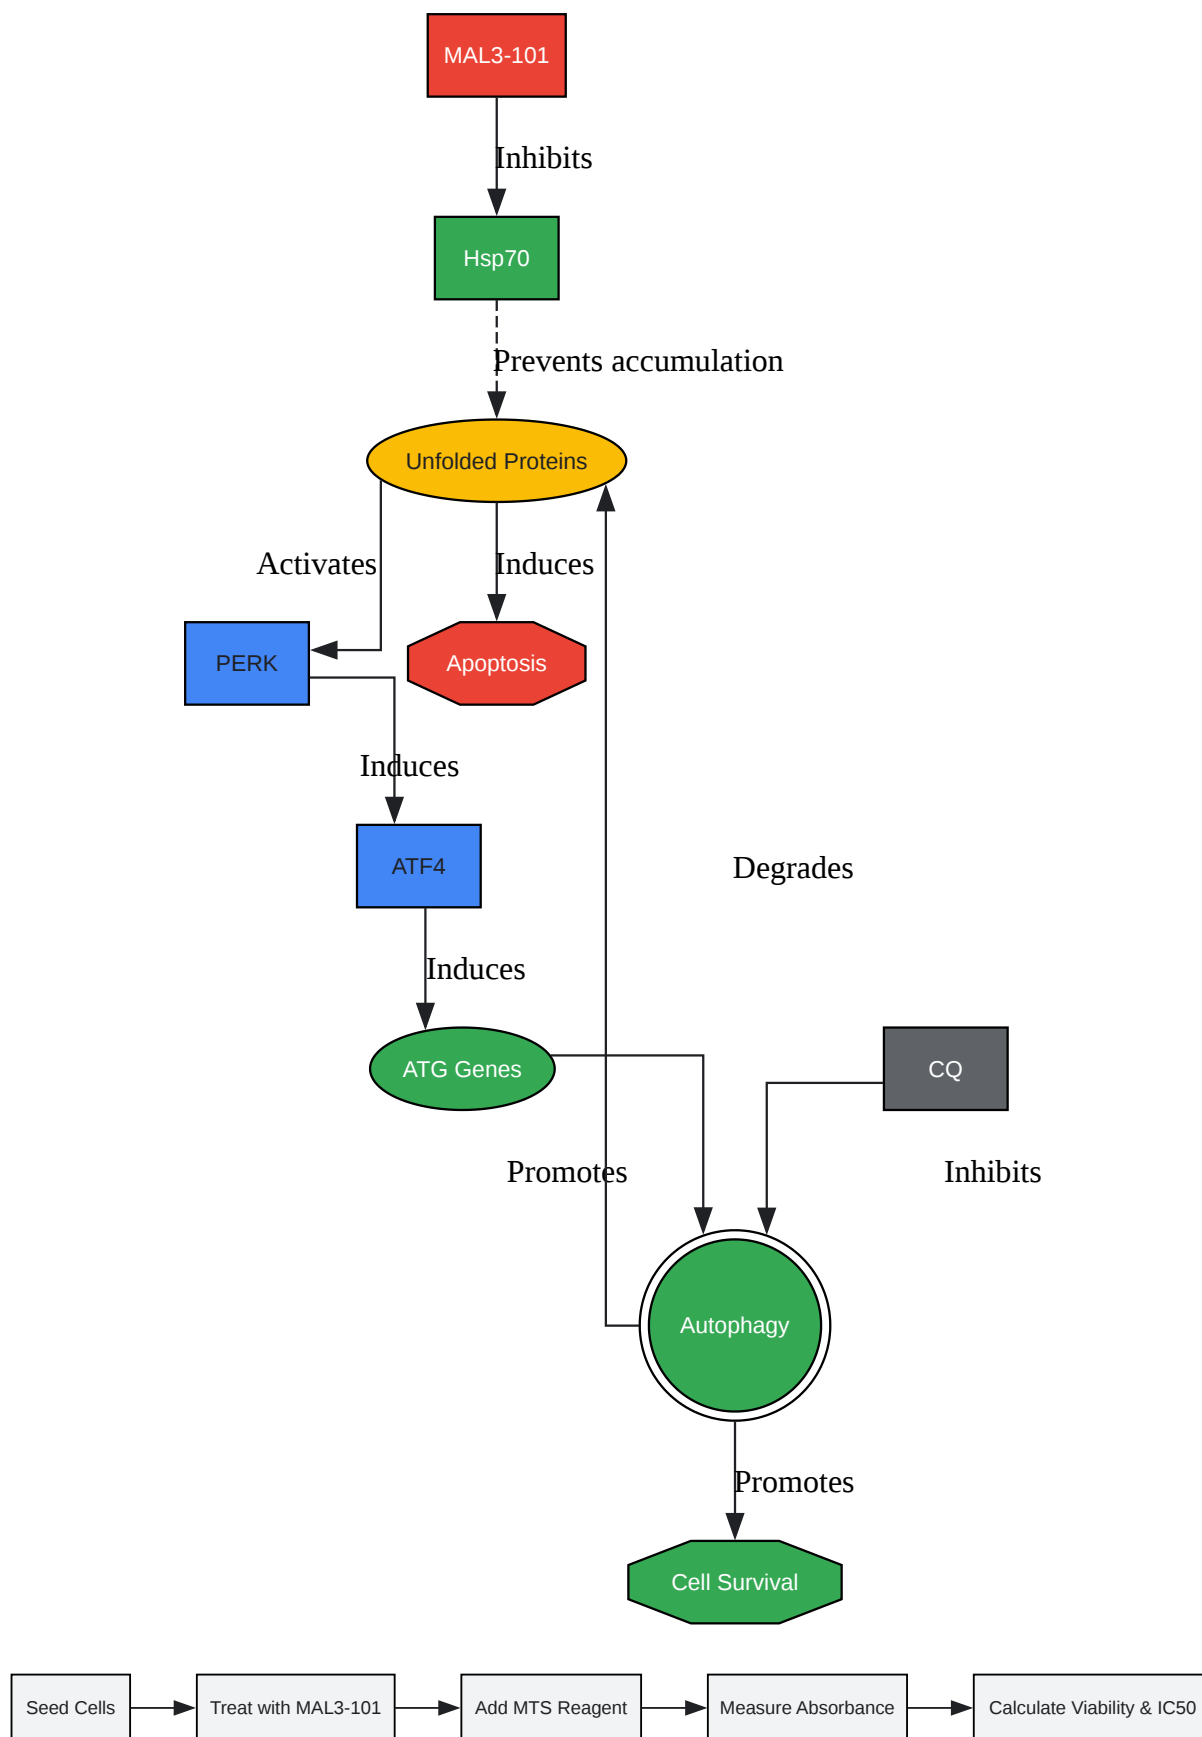 MAL3-101
Inhibits
Hsp70
Prevents accumulation
Unfolded Proteins
Activates
Induces
PERK
Apoptosis
Induces
ATF4
Degrades
Induces
ATG Genes
CQ
Promotes
Inhibits
Autophagy
Promotes
Cell Survival
Seed Cells
Treat with MAL3-101
Add MTS Reagent
Measure Absorbance
Calculate Viability & IC50